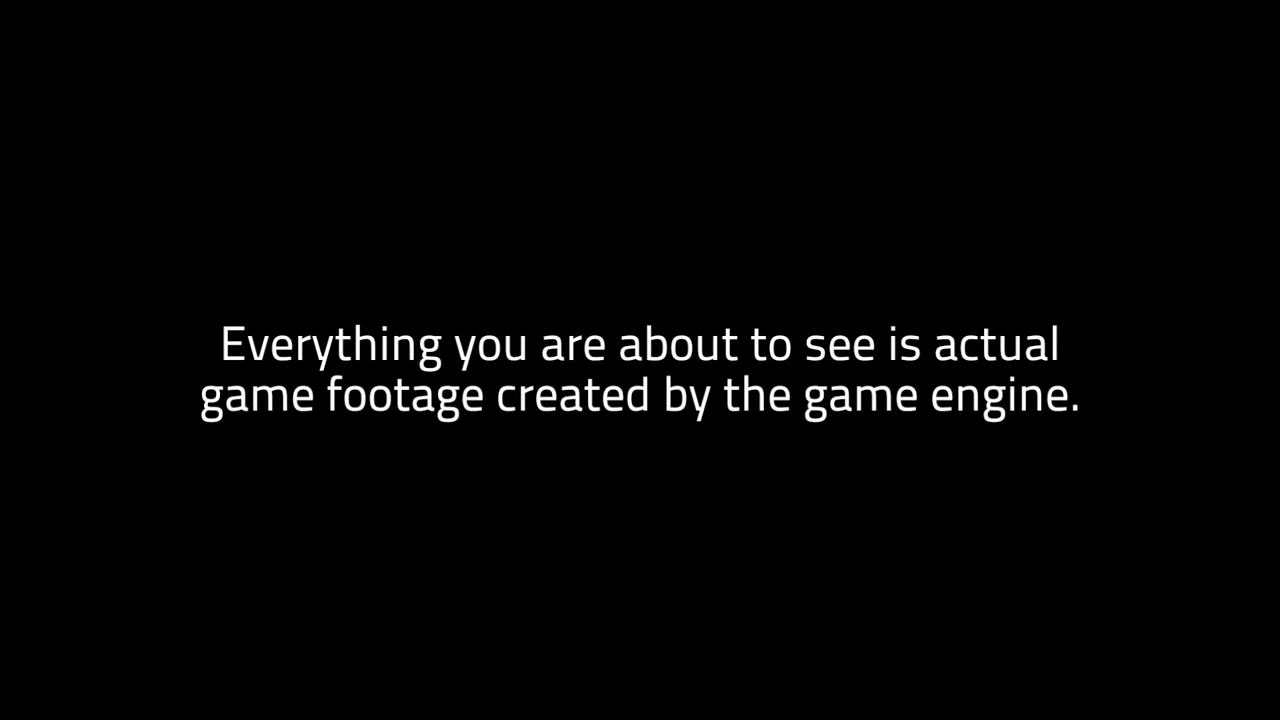 Everything you are about to see is actual
game footage created by the game engine.